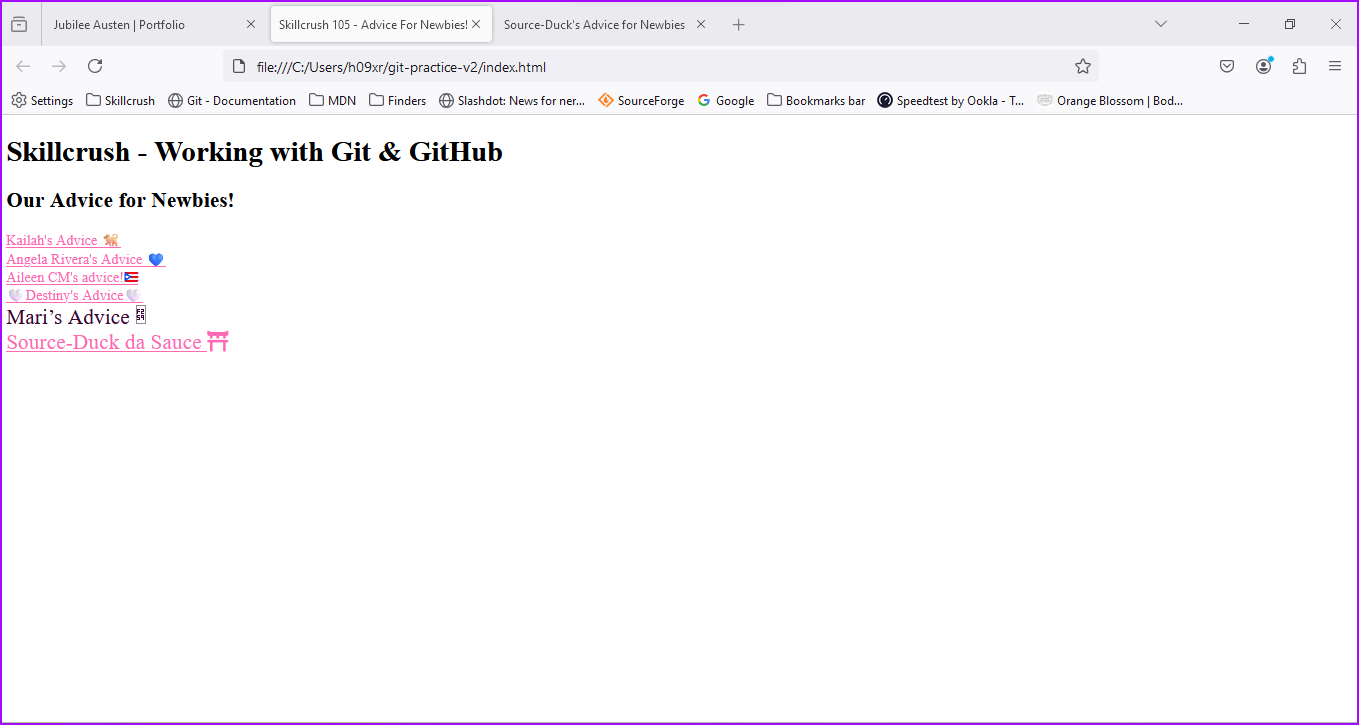 Jubilee Austen | Portfolio
Skillcrush 105 - Advice For Newbies!
Source-Duck's Advice for Newbies
file:///C:/Users/h09xr/git-practice-v2/index.html
Settings Skillcrush Git - Documentation MDN Finders Slashdot: News for ner... SourceForge Google Bookmarks bar Speedtest by Ookla - T... Orange Blossom | Bod...
Skillcrush - Working with Git & GitHub
Our Advice for Newbies!
Kailah's Advice 🐒
Angela Rivera's Advice 💙
Aileen CM's advice!🇵🇷
🤍Destiny's Advice🤍
Mari’s Advice
Source-Duck da Sauce ⛩